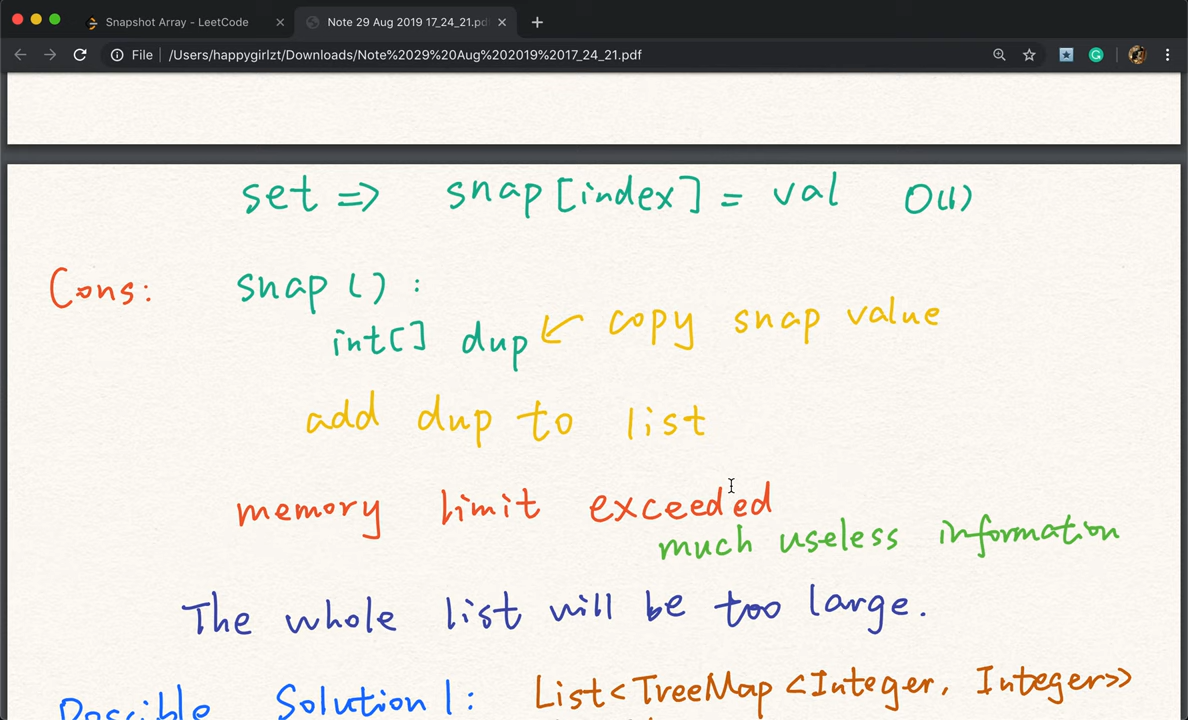 Snapshot Array - LeetCode
Note 29 Aug 2019 17_24_21.pd
File | /Users/happygirlzt/Downloads/Note%2029%20Aug%202019%2017_24_21.pdf
set => snap[index] = val O(1)
Cons: snap():
int[] dup ← copy snap value
add dup to list
memory limit exceeded
much useless information
The whole list will be too large.
Possible Solution 1: List<TreeMap<Integer, Integer>>